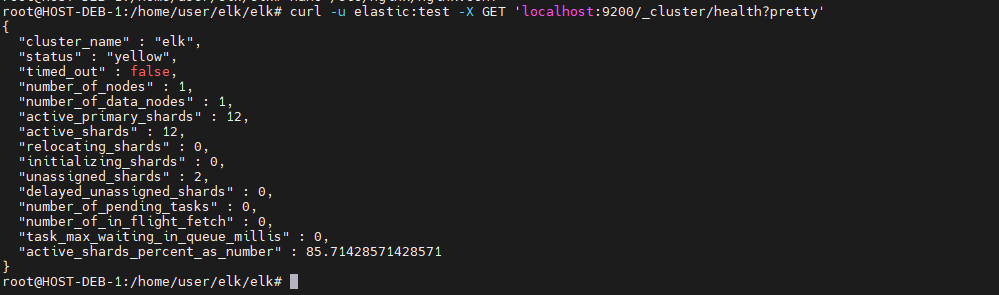 root@HOST-DEB-1:/home/user/elk/elk# curl -u elastic:test -X GET 'localhost:9200/_cluster/health?pretty'
{
  "cluster_name" : "elk",
  "status" : "yellow",
  "timed_out" : false,
  "number_of_nodes" : 1,
  "number_of_data_nodes" : 1,
  "active_primary_shards" : 12,
  "active_shards" : 12,
  "relocating_shards" : 0,
  "initializing_shards" : 0,
  "unassigned_shards" : 2,
  "delayed_unassigned_shards" : 0,
  "number_of_pending_tasks" : 0,
  "number_of_in_flight_fetch" : 0,
  "task_max_waiting_in_queue_millis" : 0,
  "active_shards_percent_as_number" : 85.71428571428571
}
root@HOST-DEB-1:/home/user/elk/elk#